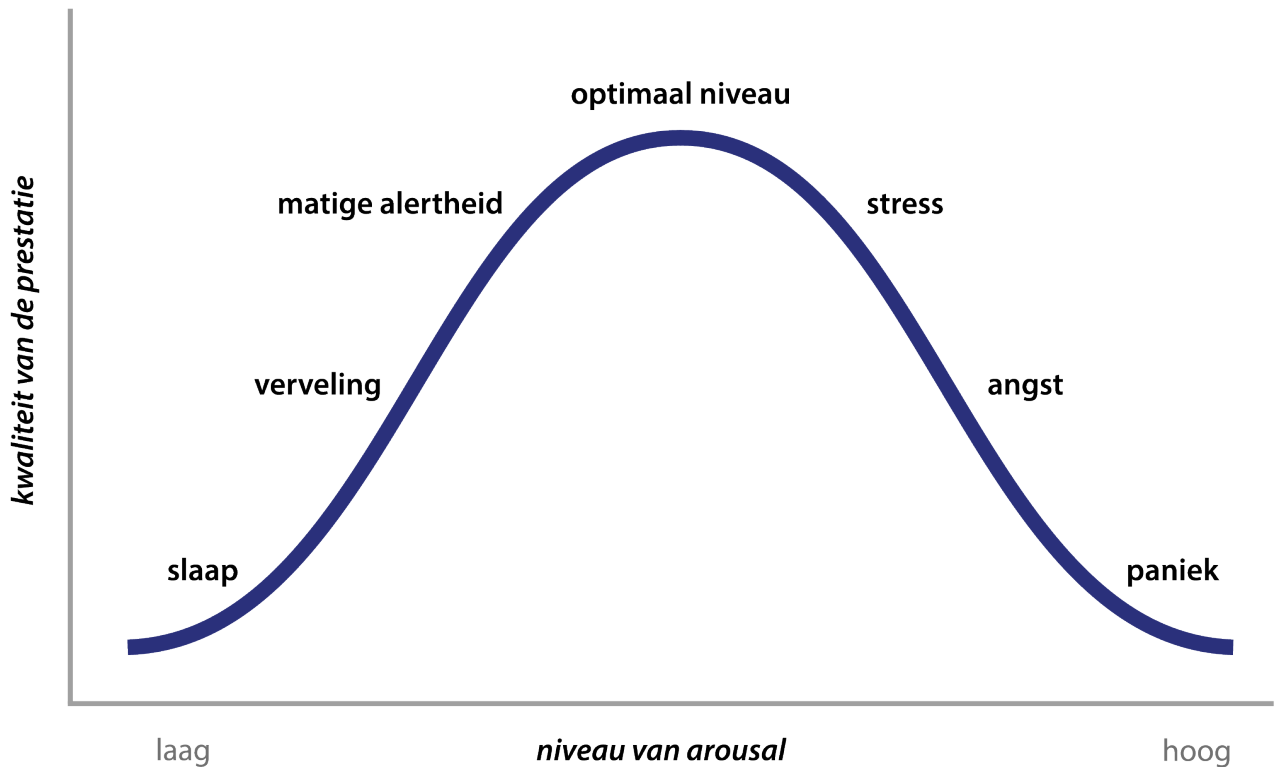 optimaal niveau
matige alertheid
stress
kwaliteit van de prestatie
verveling
angst
slaap
paniek
laag
niveau van arousal
hoog